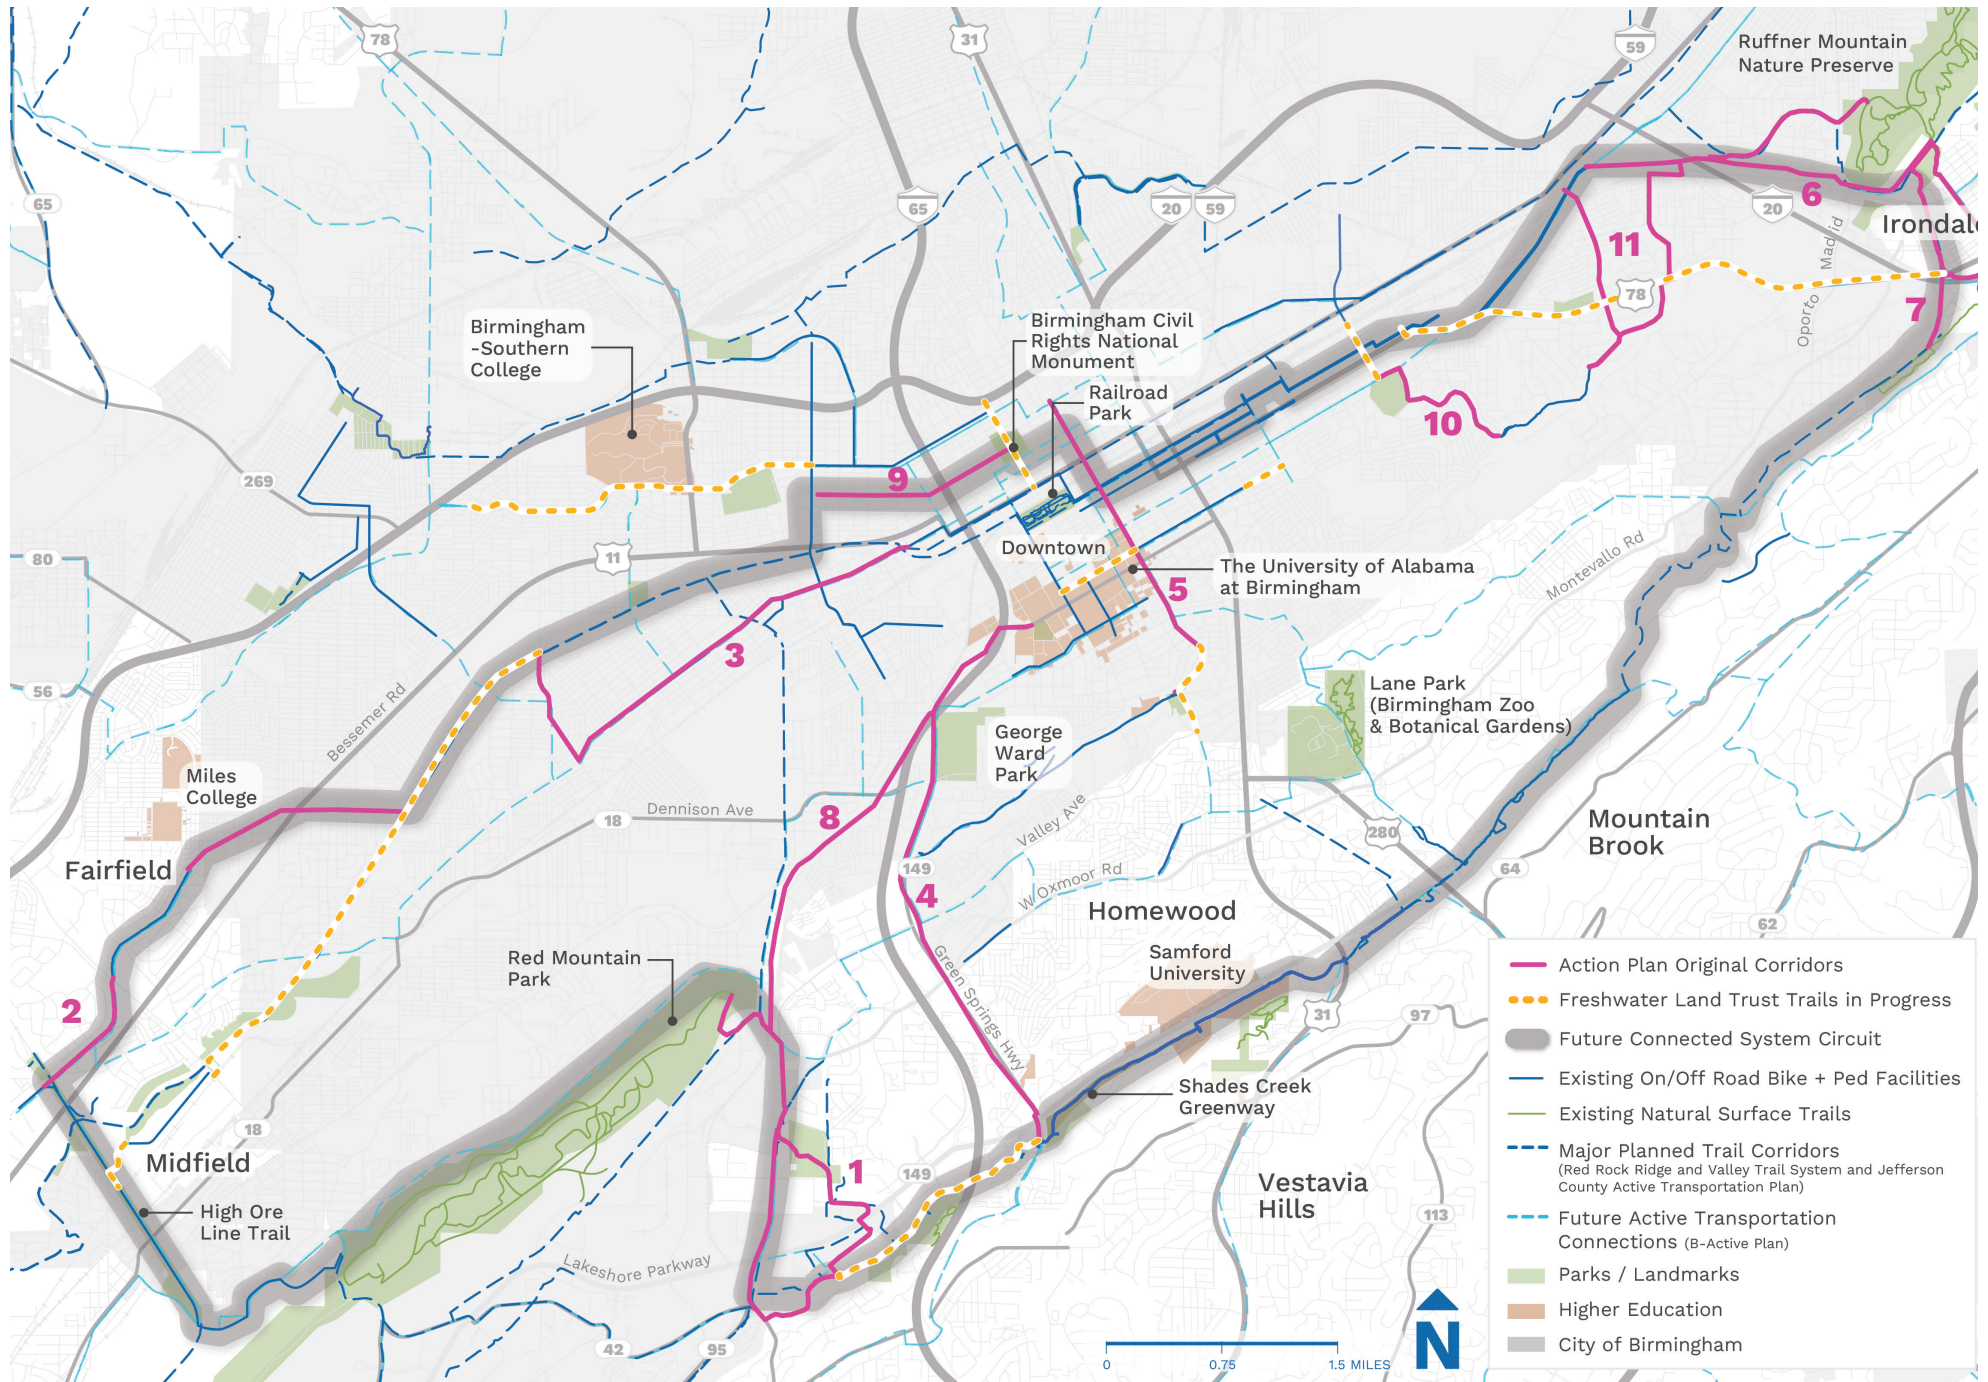 78
31
59
Ruffner Mountain
Nature Preserve
65
65
20
59
6
20
Irondale
11
Madrid
78
7
Oporto
Birmingham
-Southern
College
Birmingham Civil
Rights National
Monument
Railroad
Park
10
269
9
80
11
Downtown
The University of Alabama
at Birmingham
5
Montevallo Rd
3
56
Bessemer Rd
Lane Park
(Birmingham Zoo
& Botanical Gardens)
George
Ward
Park
Miles
College
18
Dennison Ave
8
Valley Ave
280
Mountain
Brook
Fairfield
149
4
W Oxmoor Rd
64
Homewood
62
Samford
University
Red Mountain
Park
Green Springs Hwy
2
31
97
Shades Creek
Greenway
18
Midfield
149
1
Vestavia
Hills
113
High Ore
Line Trail
Lakeshore Parkway
42
95
0
0.75
1.5 MILES
N
Action Plan Original Corridors
Freshwater Land Trust Trails in Progress
Future Connected System Circuit
Existing On/Off Road Bike + Ped Facilities
Existing Natural Surface Trails
Major Planned Trail Corridors
(Red Rock Ridge and Valley Trail System and Jefferson
County Active Transportation Plan)
Future Active Transportation
Connections (B-Active Plan)
Parks / Landmarks
Higher Education
City of Birmingham